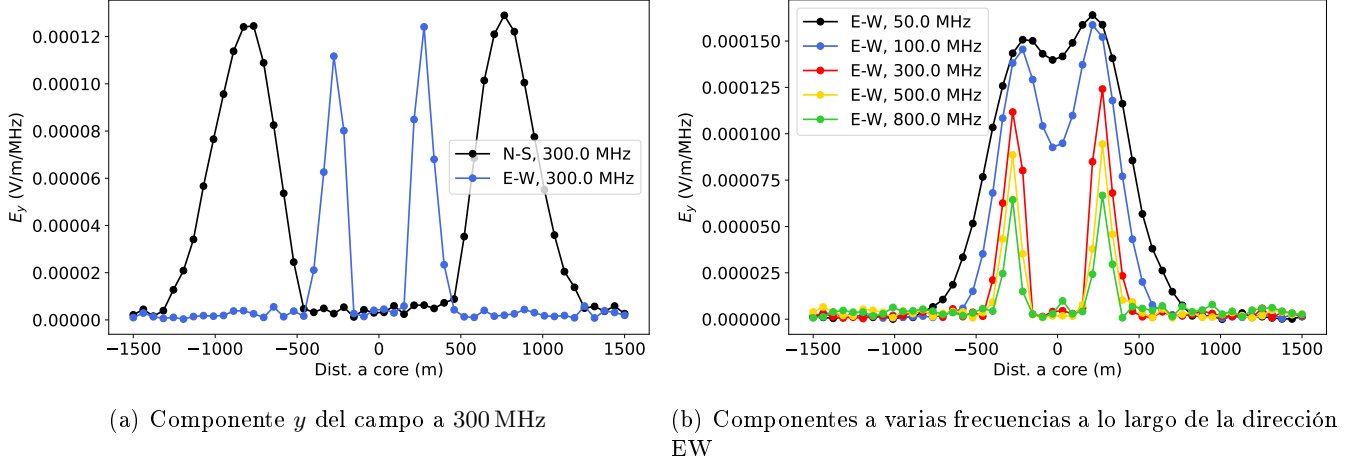 0.00012
0.00010
0.00008
0.00006
0.00004
0.00002
0.00000
E_y (V/m/MHz)
N-S, 300.0 MHz
E-W, 300.0 MHz
−1500 −1000 −500 0 500 1000 1500
Dist. a core (m)
(a) Componente y del campo a 300 MHz
0.000150
0.000125
0.000100
0.000075
0.000050
0.000025
0.000000
E_y (V/m/MHz)
E-W, 50.0 MHz
E-W, 100.0 MHz
E-W, 300.0 MHz
E-W, 500.0 MHz
E-W, 800.0 MHz
−1500 −1000 −500 0 500 1000 1500
Dist. a core (m)
(b) Componentes a varias frecuencias a lo largo de la dirección
EW